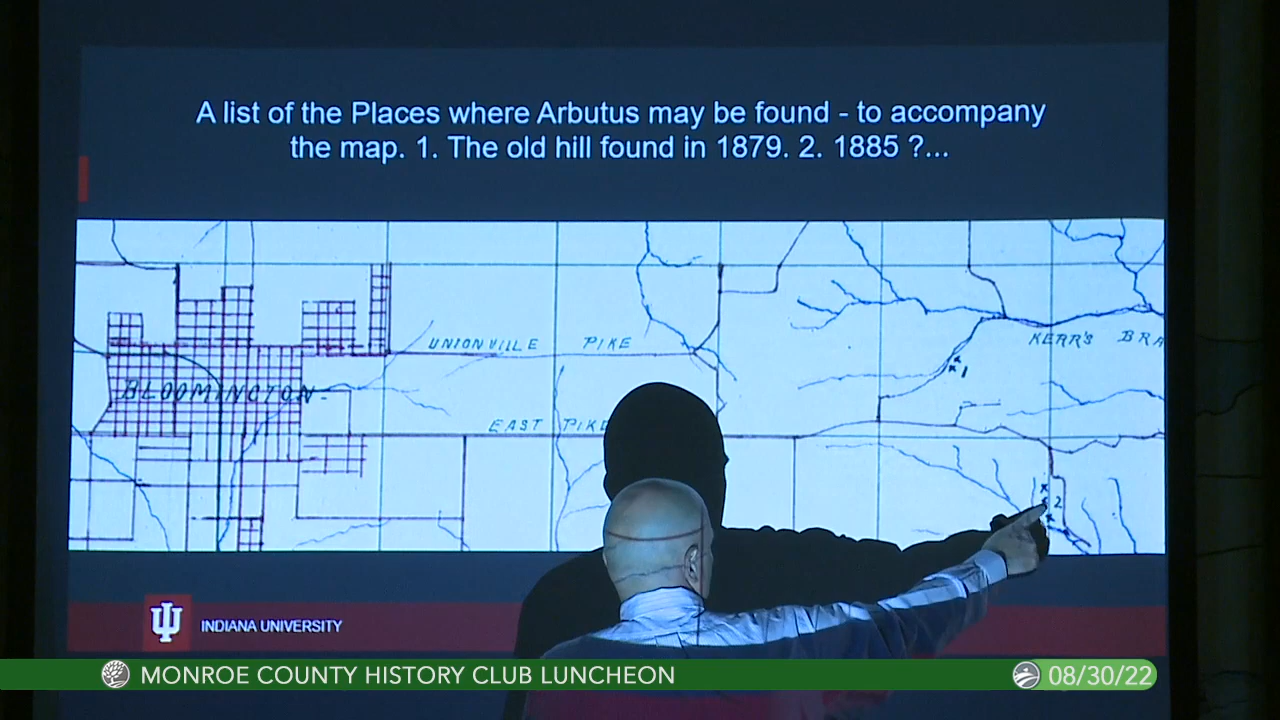 A list of the Places where Arbutus may be found - to accompany
the map. 1. The old hill found in 1879. 2. 1885 ?...
UNIONVILLE PIKE
KERR'S BRA
1
BLOOMINGTON
EAST PIKE
2
INDIANA UNIVERSITY
MONROE COUNTY HISTORY CLUB LUNCHEON
08/30/22